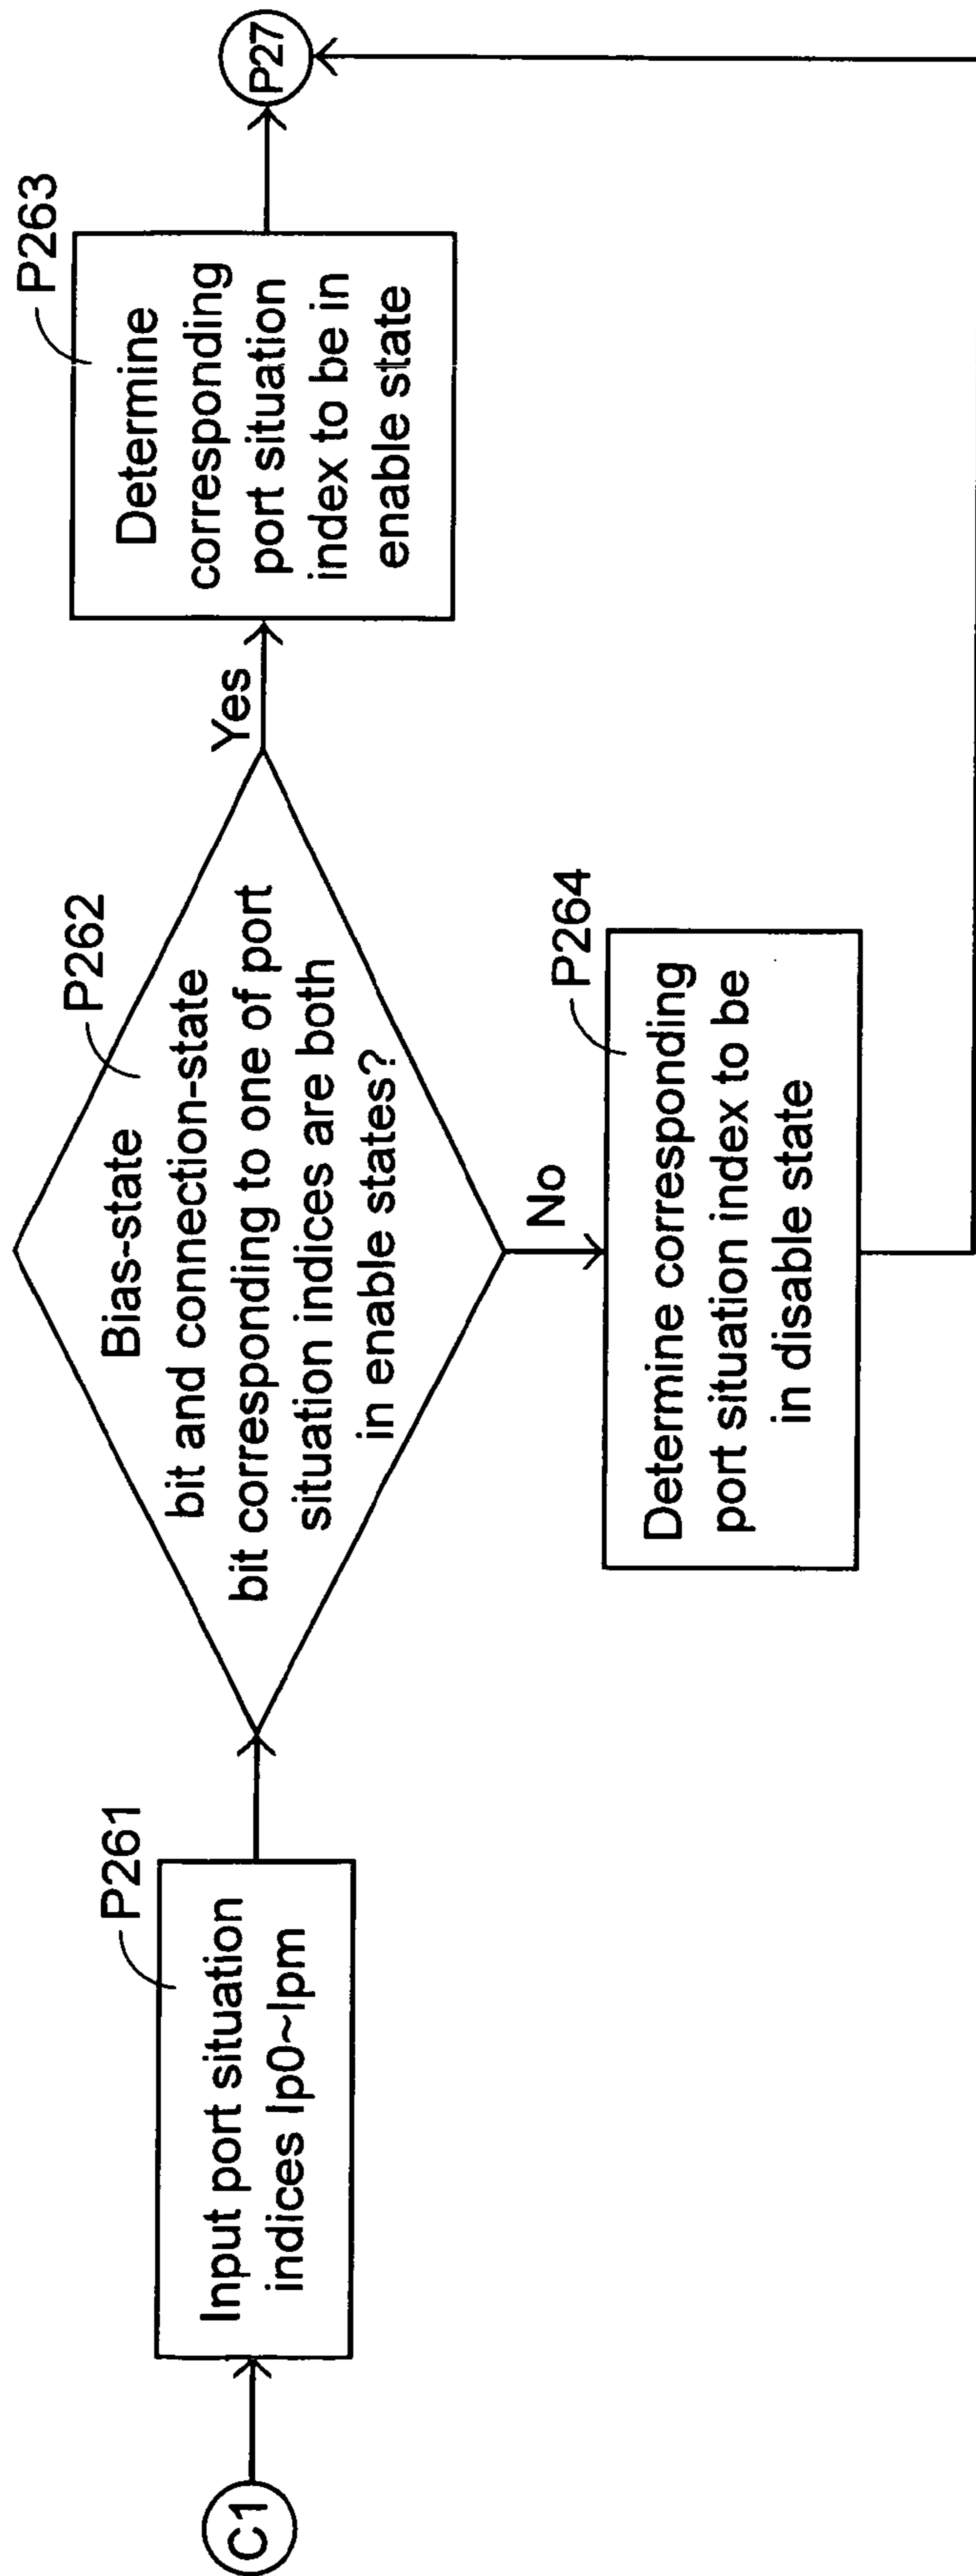 C1
P261
Input port situation
indices Ip0~Ipm
P262
Bias-state
bit and connection-state
bit corresponding to one of port
situation indices are both
in enable states?
Yes
P263
Determine
corresponding
port situation
index to be in
enable state
P27
No
P264
Determine corresponding
port situation index to be
in disable state